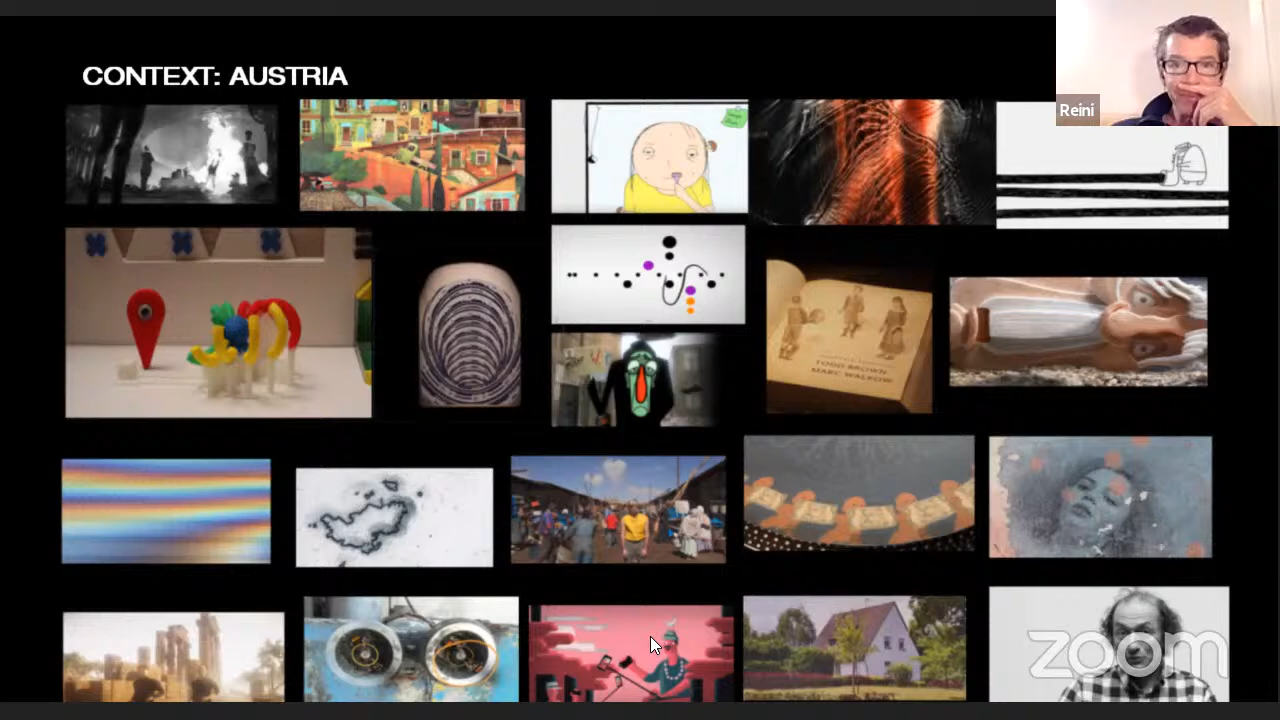 CONTEXT: AUSTRIA
Reini
TODD BROWN
MARC WALKOW
zoom